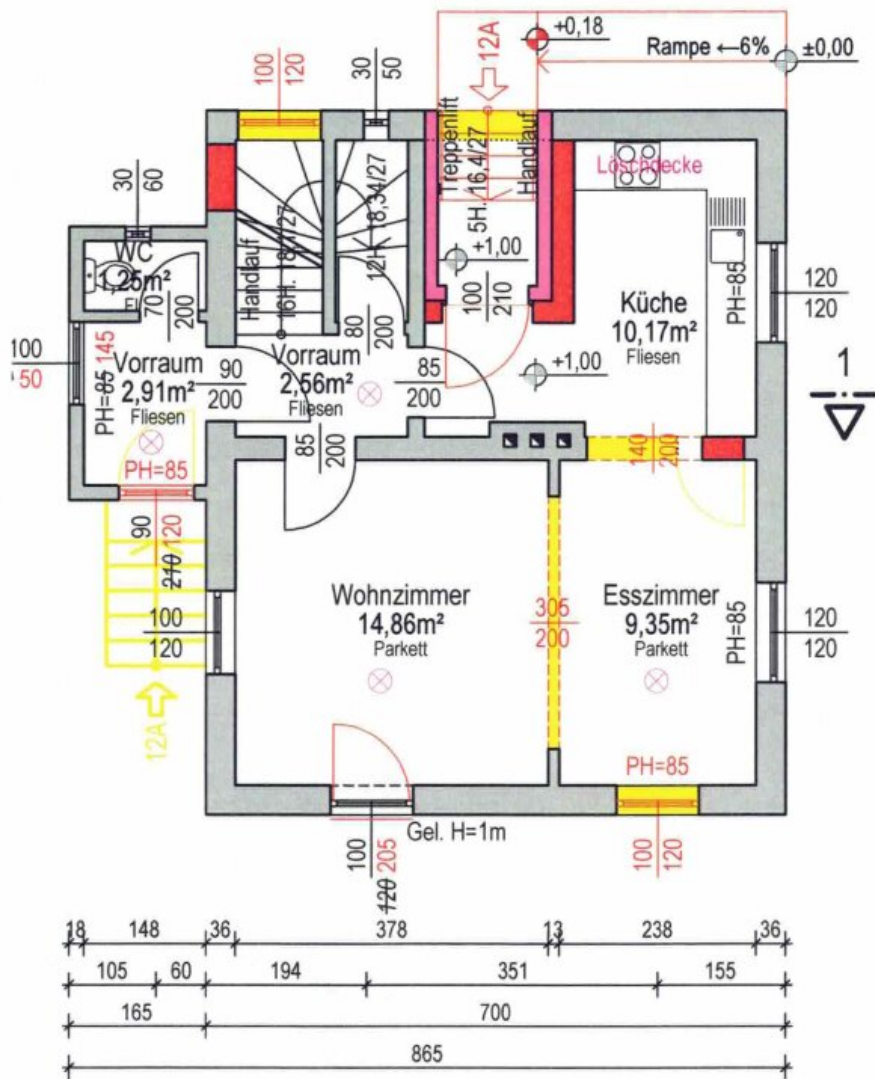 +0,18
Rampe ←6%
±0,00
12A
100
120
30
50
Treppenlift
5H. 16,4/27
Handlauf
Löschdecke
30
60
WC
1,25m²
70
200
Handlauf
12H. 18,34/27
+1,00
100
210
PH=85
120
120
Küche
10,17m²
Fliesen
80
200
100
50
PH=85 145
Vorraum
2,91m²
Fliesen
90
200
Vorraum
2,56m²
Fliesen
85
200
+1,00
1
85
200
140
200
PH=85
90
120
210
100
120
Wohnzimmer
14,86m²
Parkett
305
200
Esszimmer
9,35m²
Parkett
PH=85
120
120
12A
PH=85
Gel. H=1m
100
205
120
100
120
18 148 36 378 13 238 36
105 60 194 351 155
165 700
865